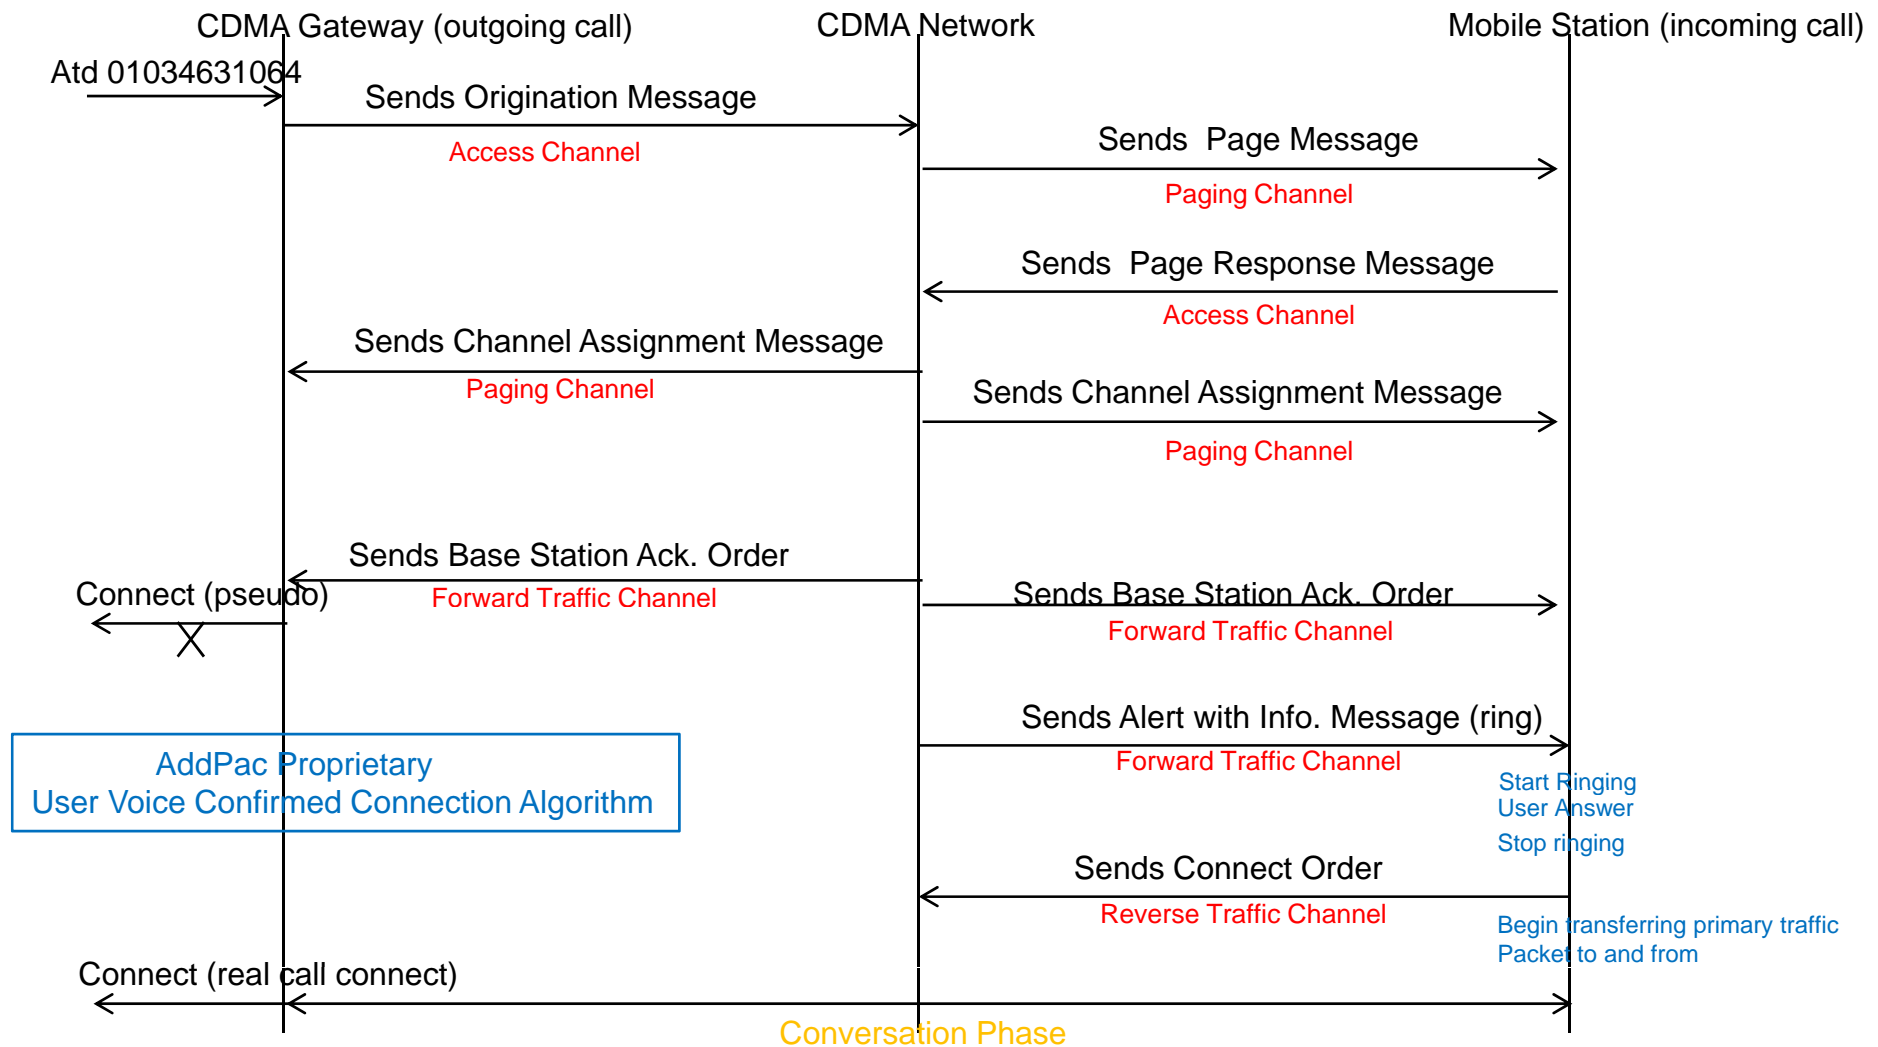 CDMA Gateway (outgoing call)
CDMA Network
Mobile Station (incoming call)
Atd 01034631064
Sends Origination Message
Access Channel
Sends Page Message
Paging Channel
Sends Page Response Message
Access Channel
Sends Channel Assignment Message
Paging Channel
Sends Channel Assignment Message
Paging Channel
Sends Base Station Ack. Order
Forward Traffic Channel
Connect (pseudo)
Sends Base Station Ack. Order
Forward Traffic Channel
Sends Alert with Info. Message (ring)
Forward Traffic Channel
AddPac Proprietary
User Voice Confirmed Connection Algorithm
Start Ringing
User Answer
Stop ringing
Sends Connect Order
Reverse Traffic Channel
Begin transferring primary traffic
Packet to and from
Connect (real call connect)
Conversation Phase